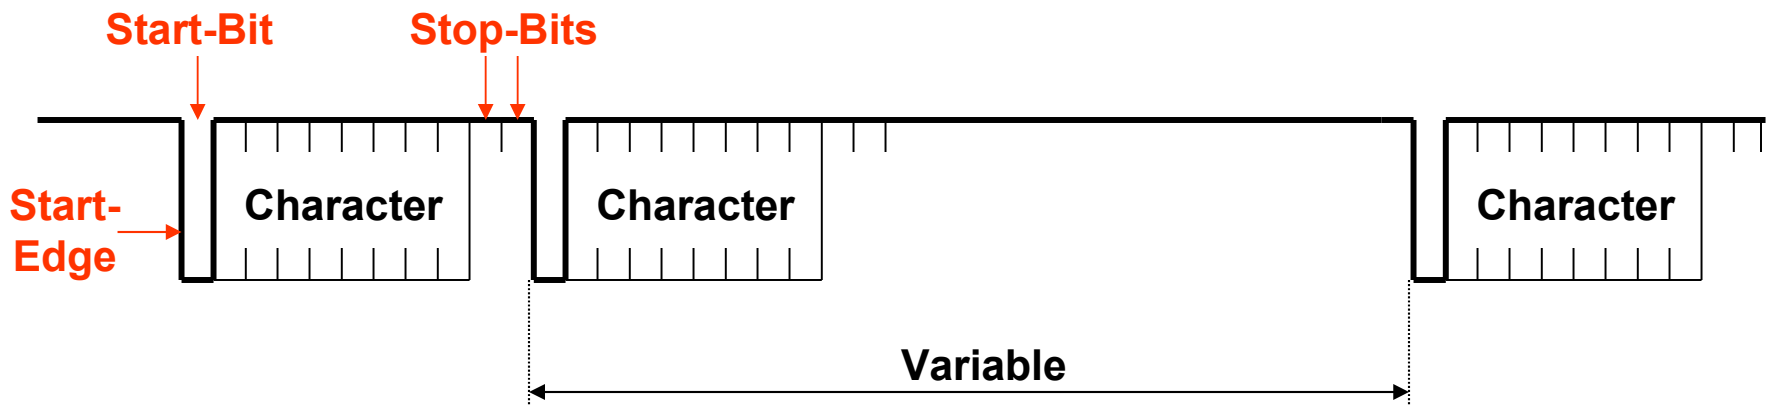 Start-Bit
Stop-Bits
Start-
Edge
Character
Character
Character
Variable